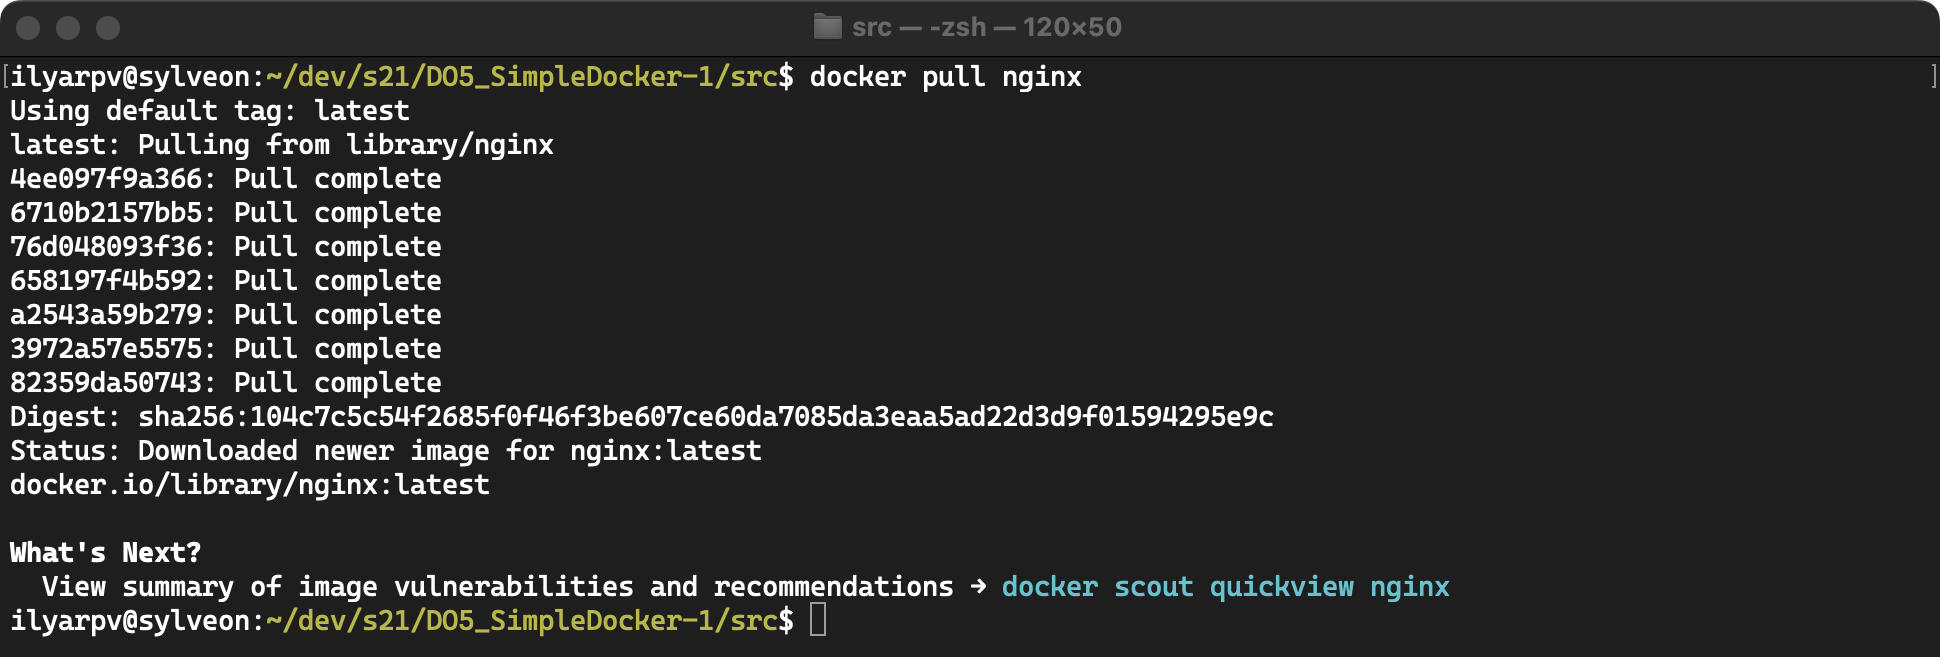 src — -zsh — 120×50
[ilyarpv@sylveon:~/dev/s21/DO5_SimpleDocker-1/src$ docker pull nginx ]
Using default tag: latest
latest: Pulling from library/nginx
4ee097f9a366: Pull complete
6710b2157bb5: Pull complete
76d048093f36: Pull complete
658197f4b592: Pull complete
a2543a59b279: Pull complete
3972a57e5575: Pull complete
82359da50743: Pull complete
Digest: sha256:104c7c5c54f2685f0f46f3be607ce60da7085da3eaa5ad22d3d9f01594295e9c
Status: Downloaded newer image for nginx:latest
docker.io/library/nginx:latest
What's Next?
View summary of image vulnerabilities and recommendations → docker scout quickview nginx
ilyarpv@sylveon:~/dev/s21/DO5_SimpleDocker-1/src$